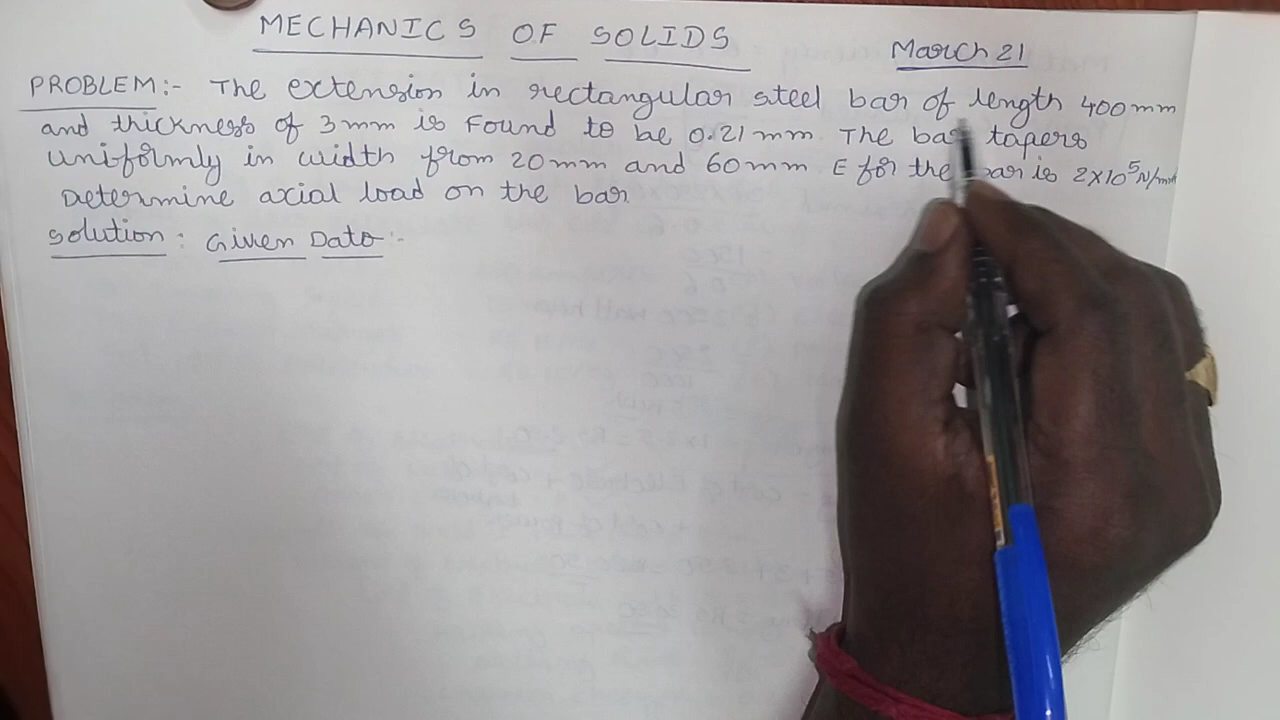 MECHANICS OF SOLIDS
March 21
PROBLEM:- The extension in rectangular steel bar of length 400mm
and thickness of 3mm is Found to be 0.21mm The bar tapers
uniformly in width from 20mm and 60mm E for the bar is 2×10⁵N/mm
Determine axial load on the bar
Solution: Given Data:-